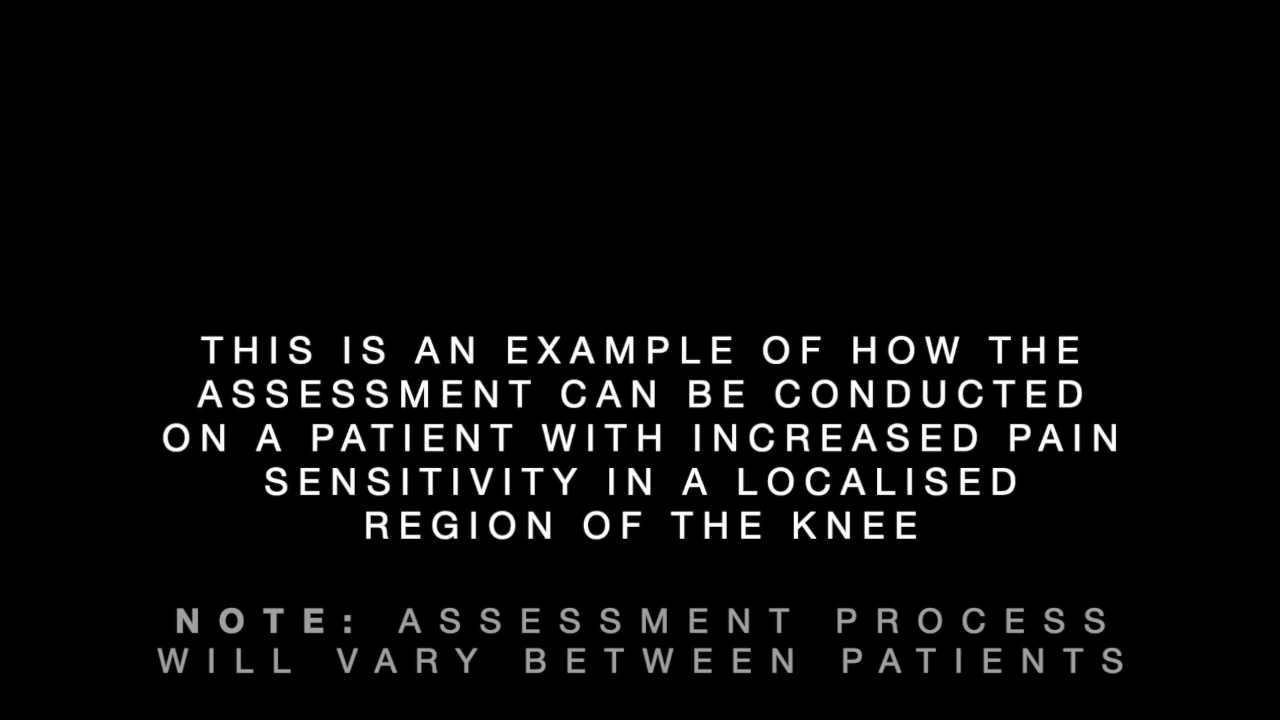 THIS IS AN EXAMPLE OF HOW THE
ASSESSMENT CAN BE CONDUCTED
ON A PATIENT WITH INCREASED PAIN
SENSITIVITY IN A LOCALISED
REGION OF THE KNEE
NOTE: ASSESSMENT PROCESS
WILL VARY BETWEEN PATIENTS